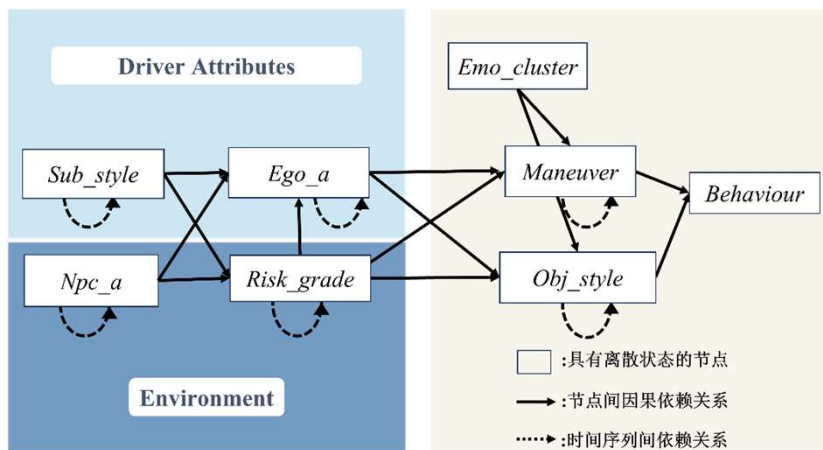 Driver Attributes
Emo_cluster
Sub_style
Ego_a
Maneuver
Behaviour
Npc_a
Risk_grade
Obj_style
Environment
:具有离散状态的节点
:节点间因果依赖关系
:时间序列间依赖关系